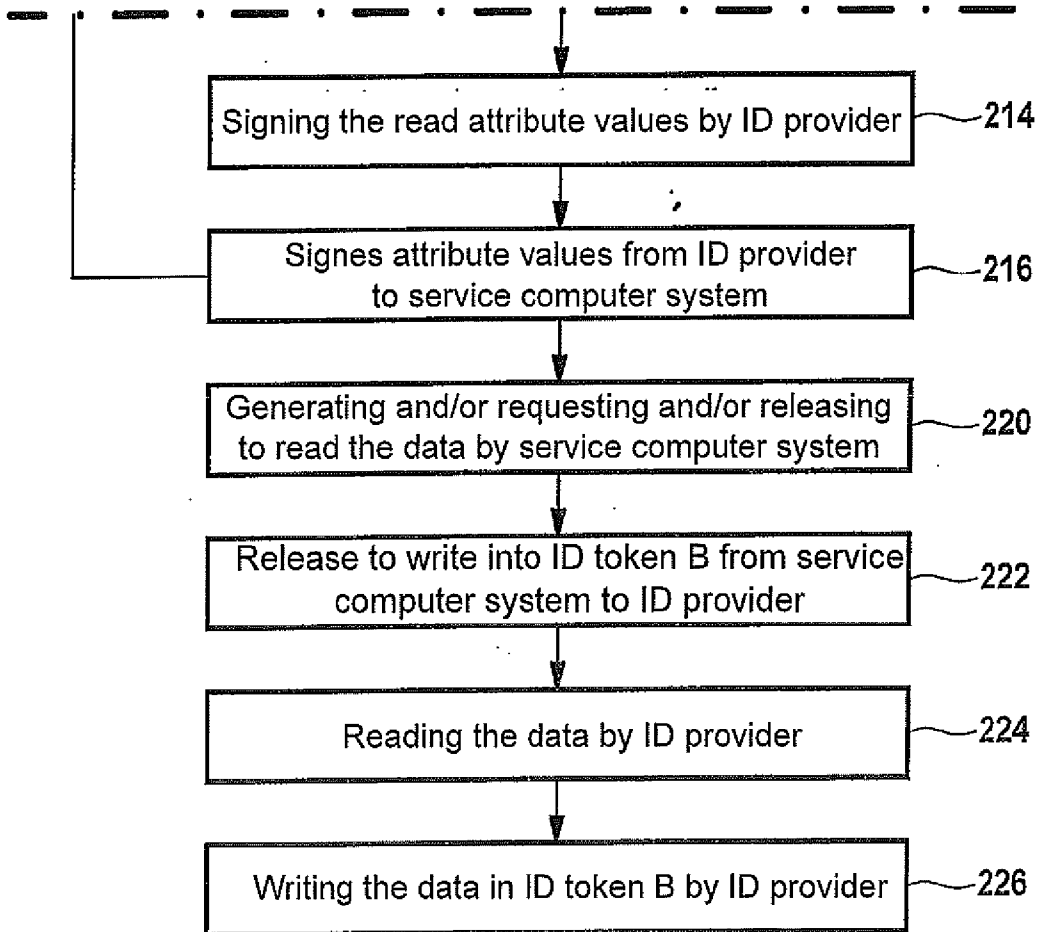 Signing the read attribute values by ID provider 214
Signes attribute values from ID provider
to service computer system 216
Generating and/or requesting and/or releasing
to read the data by service computer system 220
Release to write into ID token B from service
computer system to ID provider 222
Reading the data by ID provider 224
Writing the data in ID token B by ID provider 226